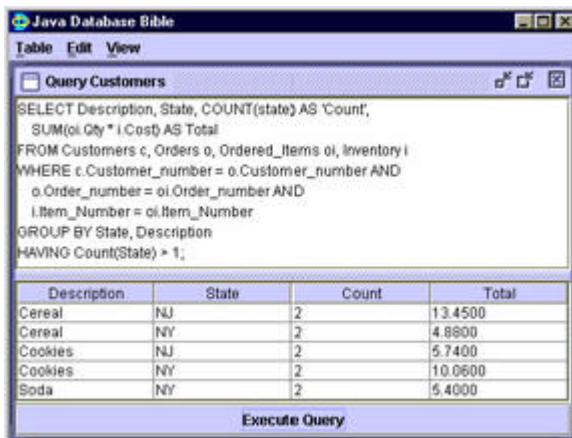 Java Database Bible
Table Edit View
Query Customers
SELECT Description, State, COUNT(state) AS 'Count',
SUM(oi.Qty * i.Cost) AS Total
FROM Customers c, Orders o, Ordered_Items oi, Inventory i
WHERE c.Customer_number = o.Customer_number AND
o.Order_number = oi.Order_number AND
i.Item_Number = oi.Item_Number
GROUP BY State, Description
HAVING Count(State) > 1;
Description State Count Total
Cereal NJ 2 13.4500
Cereal NY 2 4.8800
Cookies NJ 2 5.7400
Cookies NY 2 10.0600
Soda NY 2 5.4000
Execute Query